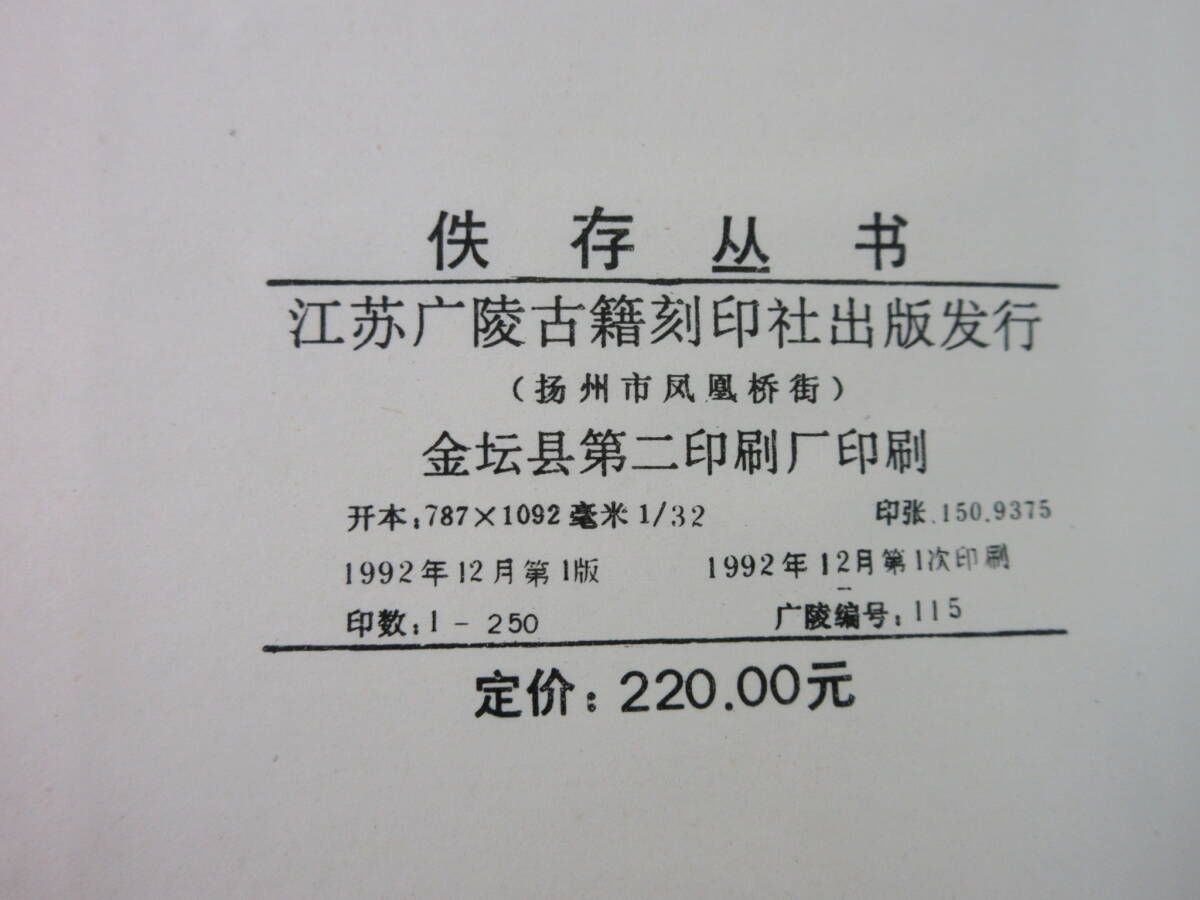 佚存丛书
江苏广陵古籍刻印社出版发行
（扬州市凤凰桥街）
金坛县第二印刷厂印刷
开本：787×1092毫米1/32 印张.150.9375
1992年12月第1版 1992年12月第1次印刷
印数：1－250 广陵编号：115
定价：220.00元